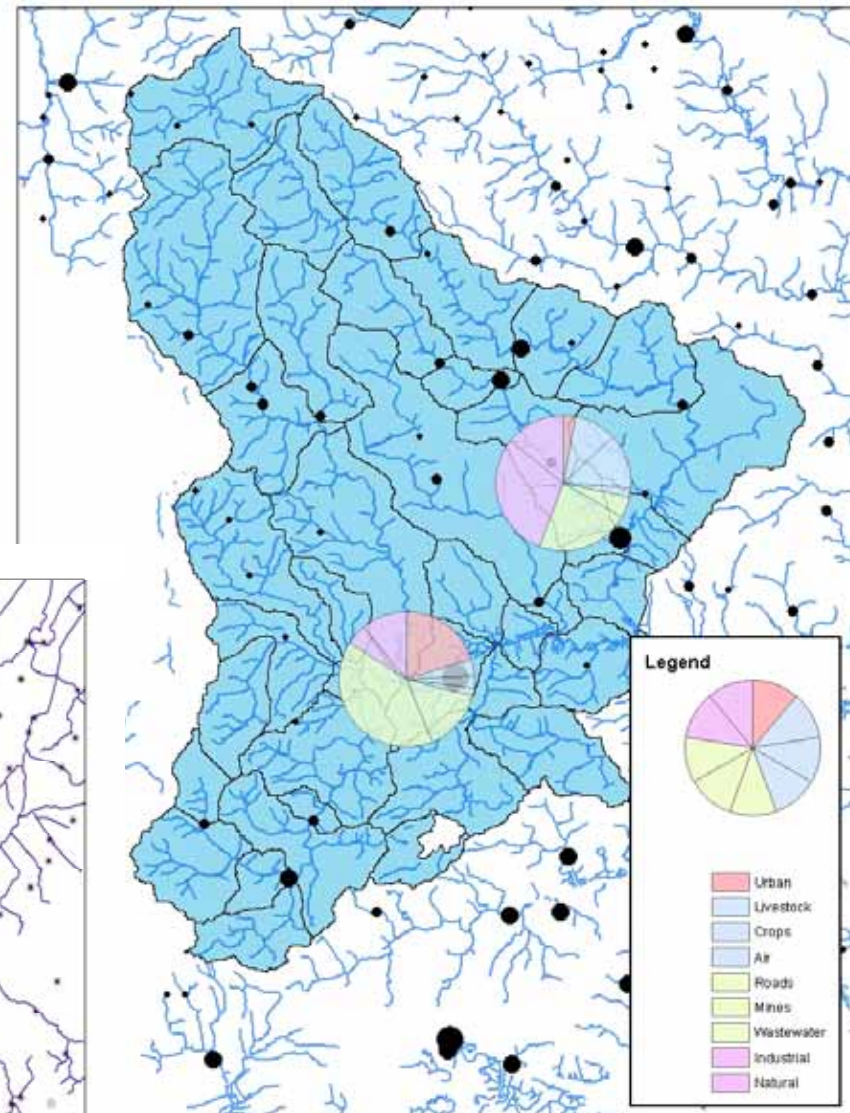 Legend
Urban
Livestock
Crops
Air
Roads
Mines
Wastewater
Industrial
Natural